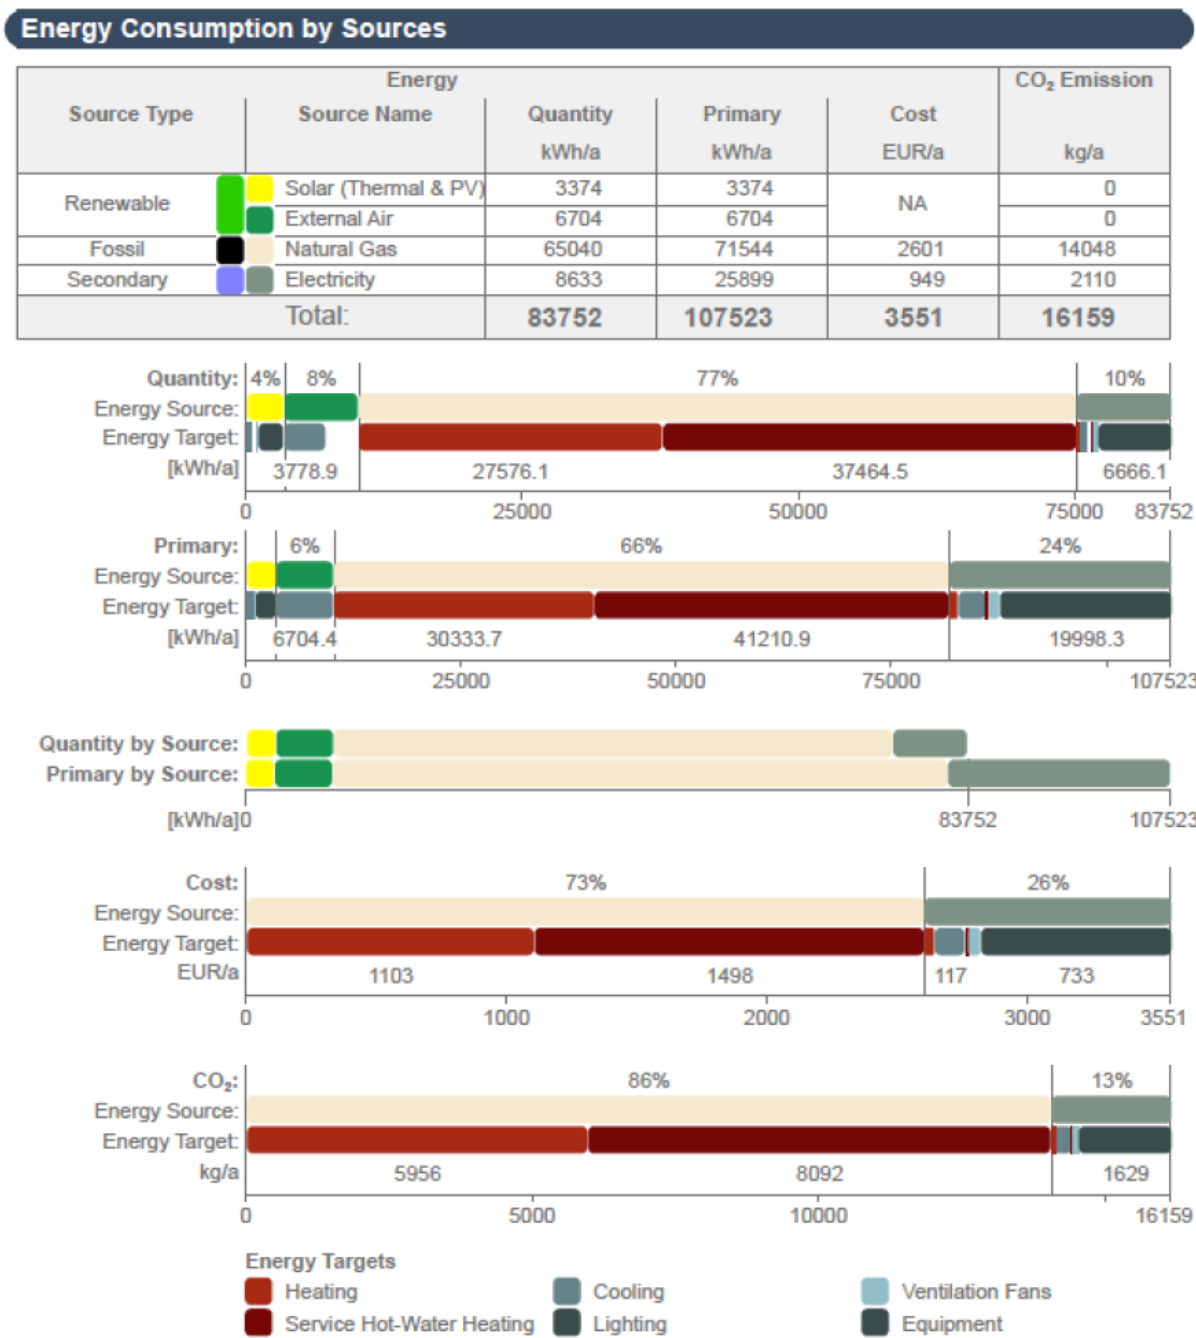 Energy Consumption by Sources
Energy CO₂ Emission
Source Type Source Name Quantity Primary Cost
kWh/a kWh/a EUR/a kg/a
Renewable Solar (Thermal & PV) 3374 3374 NA 0
External Air 6704 6704 0
Fossil Natural Gas 65040 71544 2601 14048
Secondary Electricity 8633 25899 949 2110
Total: 83752 107523 3551 16159
Quantity: 4% 8% 77% 10%
Energy Source:
Energy Target:
[kWh/a] 3778.9 27576.1 37464.5 6666.1
0 25000 50000 75000 83752
Primary: 6% 66% 24%
Energy Source:
Energy Target:
[kWh/a] 6704.4 30333.7 41210.9 19998.3
0 25000 50000 75000 107523
Quantity by Source:
Primary by Source:
[kWh/a]0 83752 107523
Cost: 73% 26%
Energy Source:
Energy Target:
EUR/a 1103 1498 117 733
0 1000 2000 3000 3551
CO₂: 86% 13%
Energy Source:
Energy Target:
kg/a 5956 8092 1629
0 5000 10000 16159
Energy Targets
Heating Cooling Ventilation Fans
Service Hot-Water Heating Lighting Equipment